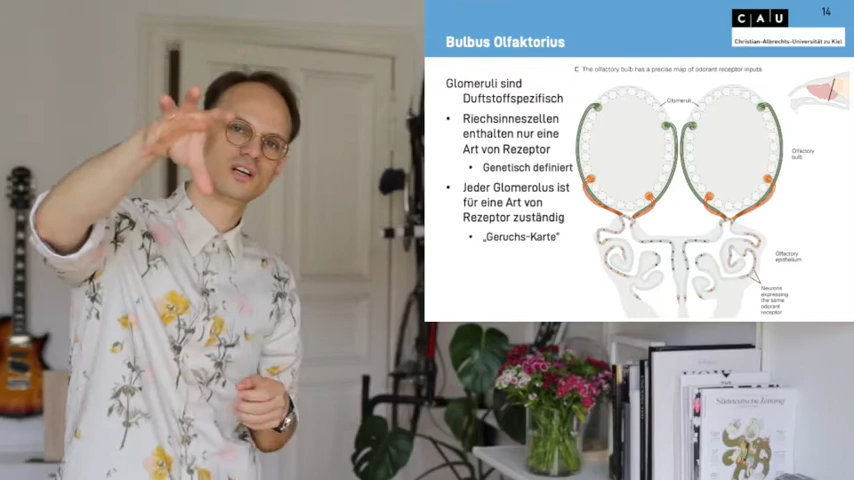 14
C A U
Christian-Albrechts-Universität zu Kiel
Bulbus Olfaktorius
Glomeruli sind
Duftstoffspezifisch
• Riechsinneszellen
enthalten nur eine
Art von Rezeptor
• Genetisch definiert
• Jeder Glomerolus ist
für eine Art von
Rezeptor zuständig
• „Geruchs-Karte"
C The olfactory bulb has a precise map of odorant receptor inputs
Glomeruli
Olfactory
bulb
Olfactory
epithelium
Neurons
expressing
the same
odorant
receptor
Süddeutsche Zeitung